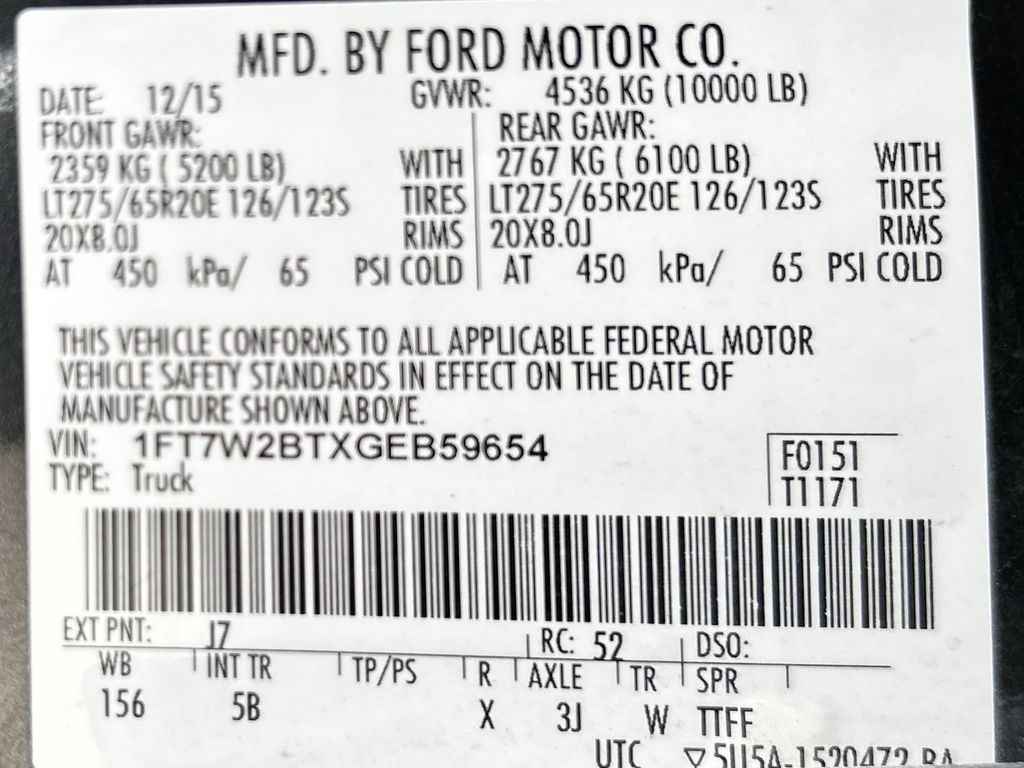 MFD. BY FORD MOTOR CO.
DATE: 12/15 GVWR: 4536 KG (10000 LB)
FRONT GAWR: REAR GAWR:
2359 KG ( 5200 LB) WITH 2767 KG ( 6100 LB) WITH
LT275/65R20E 126/123S TIRES LT275/65R20E 126/123S TIRES
20X8.0J RIMS 20X8.0J RIMS
AT 450 kPa/ 65 PSI COLD AT 450 kPa/ 65 PSI COLD
THIS VEHICLE CONFORMS TO ALL APPLICABLE FEDERAL MOTOR
VEHICLE SAFETY STANDARDS IN EFFECT ON THE DATE OF
MANUFACTURE SHOWN ABOVE.
VIN: 1FT7W2BTXGEB59654 F0151
TYPE: Truck T1171
EXT PNT: J7 RC: 52 DSO:
WB INT TR TP/PS R AXLE TR SPR
156 5B X 3J W TTFF
UTC ▽5U5A-1520472 BA